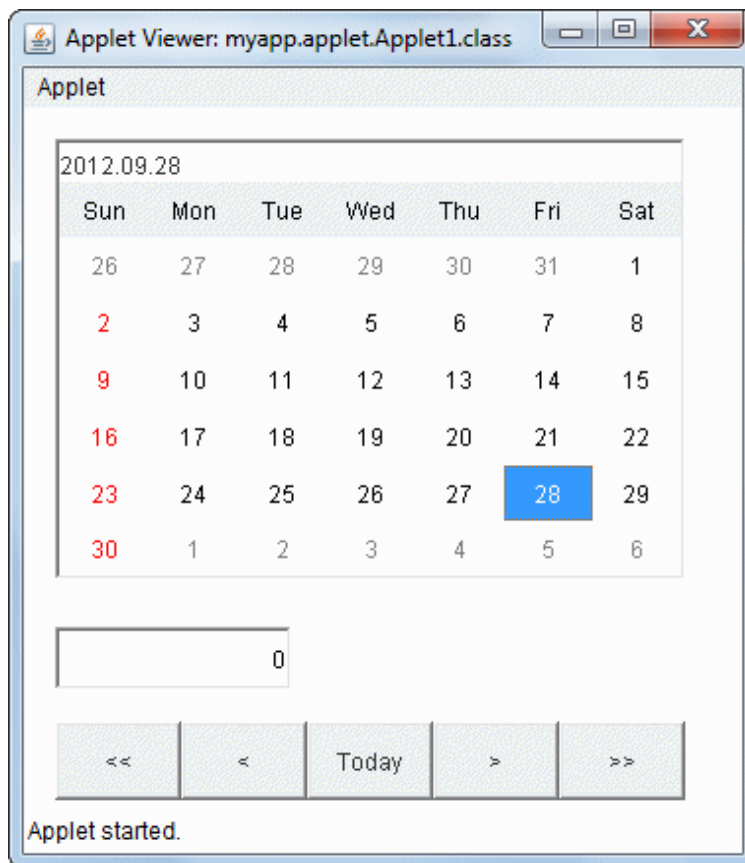 Applet Viewer: myapp.applet.Applet1.class
Applet
2012.09.28
Sun Mon Tue Wed Thu Fri Sat
26 27 28 29 30 31 1
2 3 4 5 6 7 8
9 10 11 12 13 14 15
16 17 18 19 20 21 22
23 24 25 26 27 28 29
30 1 2 3 4 5 6
0
<< < Today > >>
Applet started.